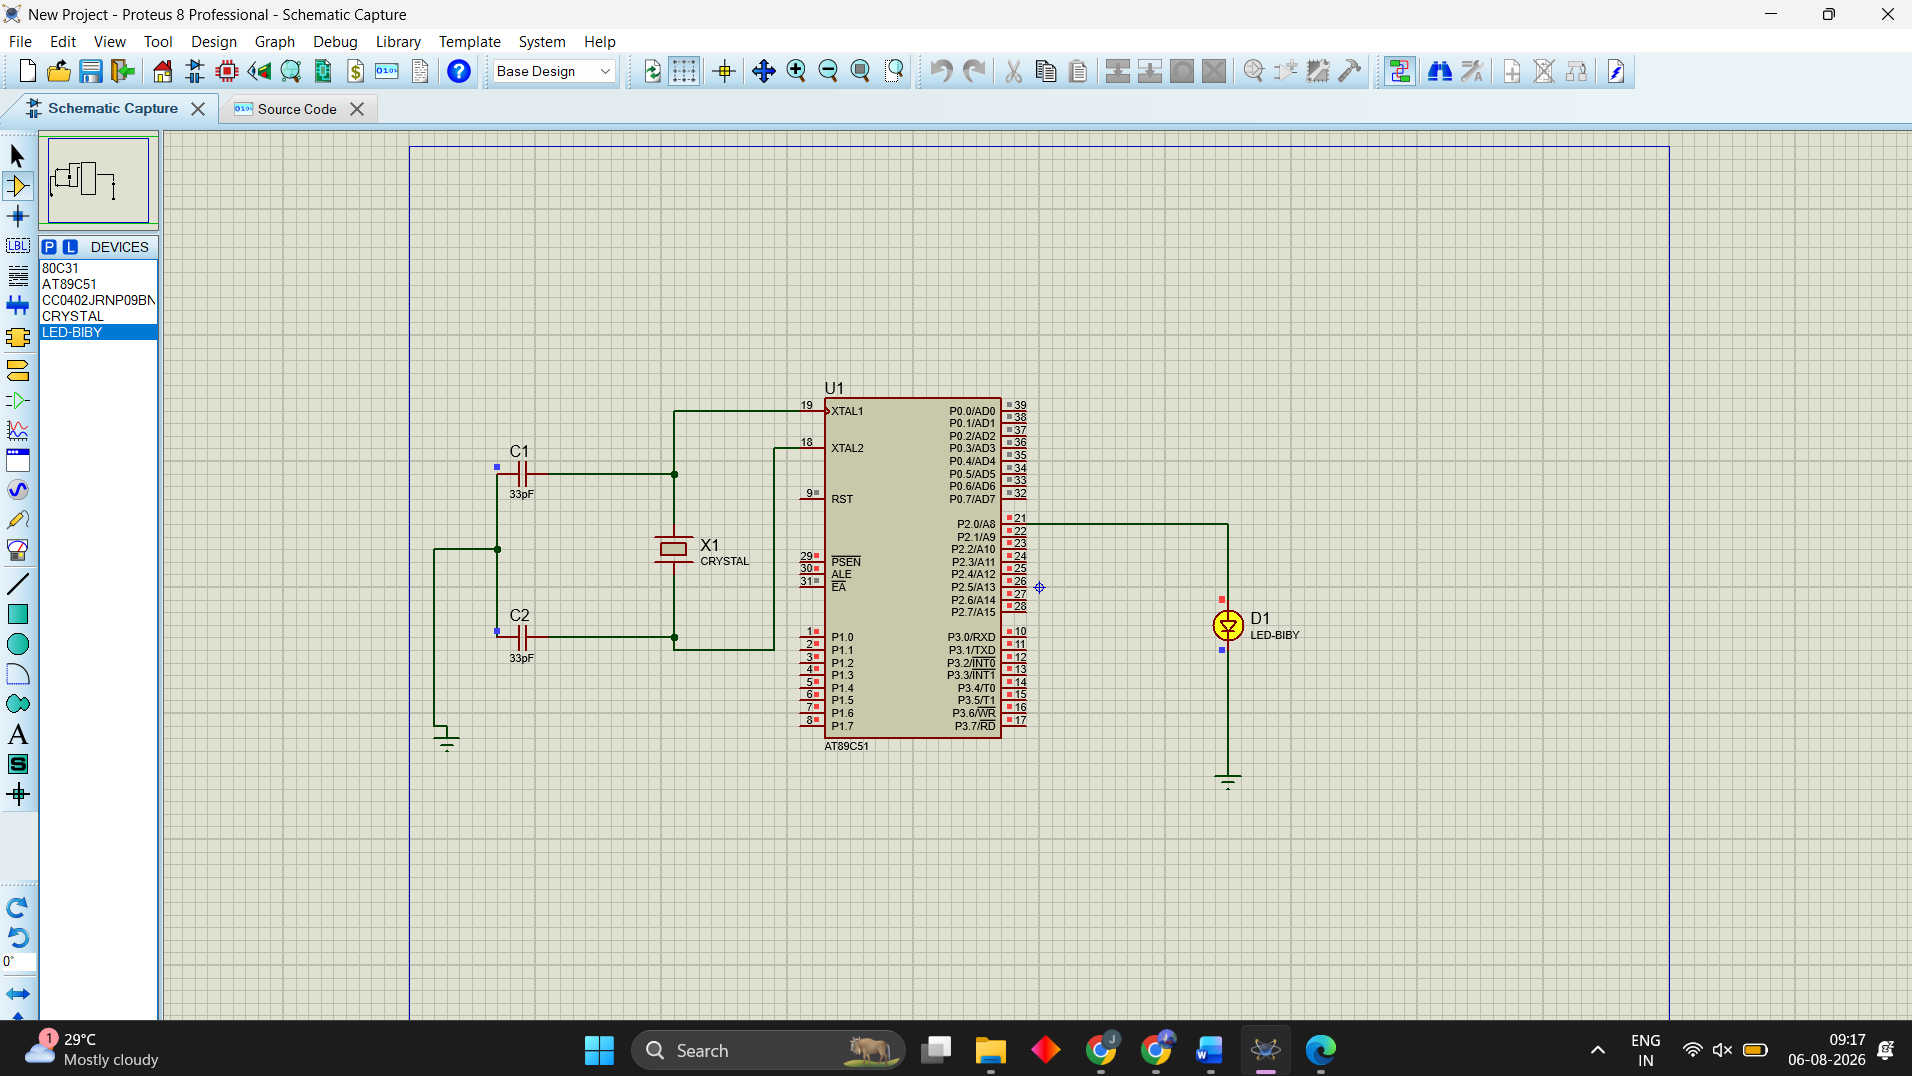 New Project - Proteus 8 Professional - Schematic Capture
File Edit View Tool Design Graph Debug Library Template System Help
Base Design
Schematic Capture
Source Code
P L DEVICES
80C31
AT89C51
CC0402JRNP09BN
CRYSTAL
LED-BIBY
LBL
A
S
0°
C1
33pF
C2
33pF
X1
CRYSTAL
U1
19 XTAL1
18 XTAL2
9 RST
29 PSEN
30 ALE
31 EA
1 P1.0
2 P1.1
3 P1.2
4 P1.3
5 P1.4
6 P1.5
7 P1.6
8 P1.7
P0.0/AD0 39
P0.1/AD1 38
P0.2/AD2 37
P0.3/AD3 36
P0.4/AD4 35
P0.5/AD5 34
P0.6/AD6 33
P0.7/AD7 32
P2.0/A8 21
P2.1/A9 22
P2.2/A10 23
P2.3/A11 24
P2.4/A12 25
P2.5/A13 26
P2.6/A14 27
P2.7/A15 28
P3.0/RXD 10
P3.1/TXD 11
P3.2/INT0 12
P3.3/INT1 13
P3.4/T0 14
P3.5/T1 15
P3.6/WR 16
P3.7/RD 17
AT89C51
D1
LED-BIBY
1
29°C
Mostly cloudy
Search
J
W
ENG
IN
09:17
06-08-2026